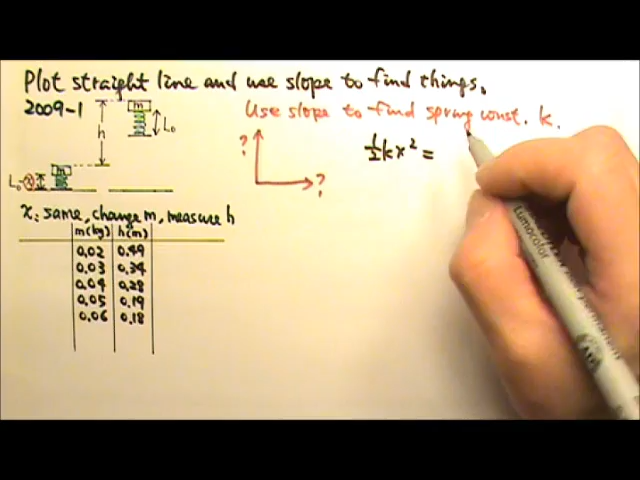 Plot straight line and use slope to find things.
2009-1
m
h
L₀
Use slope to find spring const. k.
?
?
½kx² =
m
x: same, change m, measure h
m(kg) h(m)
0.02 0.49
0.03 0.34
0.04 0.28
0.05 0.19
0.06 0.18
Lumocolor